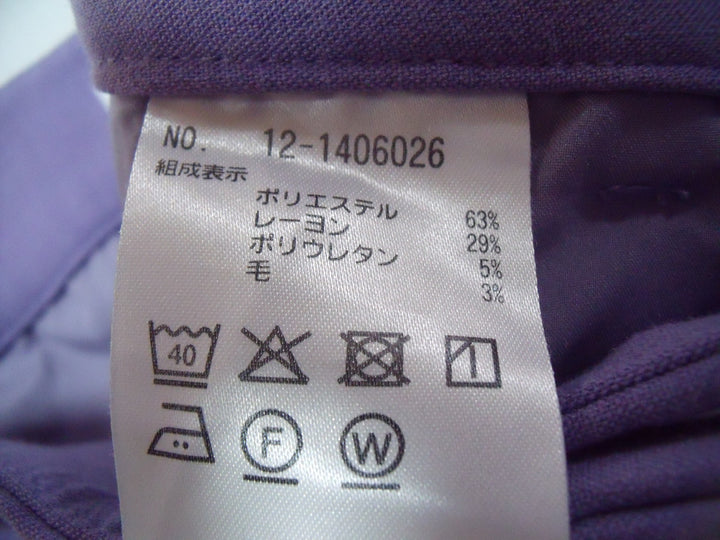 NO. 12-1406026
組成表示
ポリエステル 63%
レーヨン 29%
ポリウレタン 5%
毛 3%
40
F W